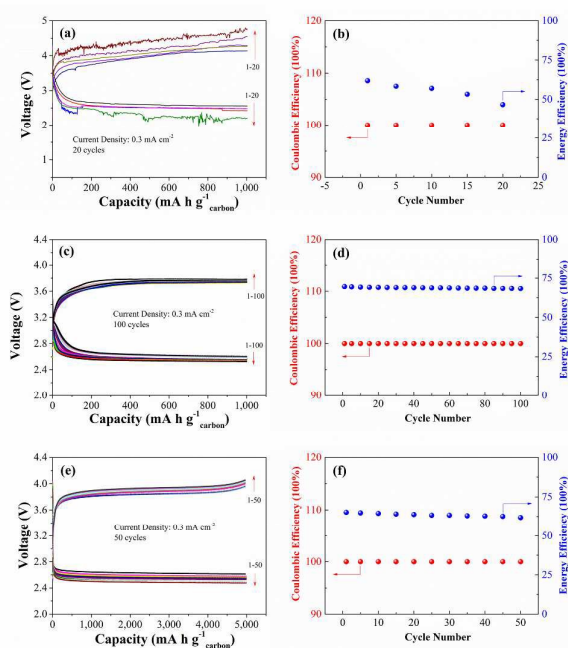 (a)
Voltage (V)
5
4
3
2
1
1-20
1-20
Current Density: 0.3 mA cm⁻²
20 cycles
0 200 400 600 800 1,000
Capacity (mA h g⁻¹carbon)
(b)
Coulombic Efficiency (100%)
120
110
100
90
100
75
50
25
0
Energy Efficiency (100%)
-5 0 5 10 15 20 25
Cycle Number
(c)
Voltage (V)
4.4
4.0
3.6
3.2
2.8
2.4
2.0
1-100
Current Density: 0.3 mA cm⁻²
100 cycles
1-100
0 200 400 600 800 1000
Capacity (mA h g⁻¹carbon)
(d)
Coulombic Efficiency (100%)
120
110
100
90
100
75
50
25
0
Energy Efficiency (100%)
0 20 40 60 80 100
Cycle Number
(e)
Voltage (V)
4.4
4.0
3.6
3.2
2.8
2.4
2.0
1-50
Current Density: 0.3 mA cm⁻²
50 cycles
1-50
0 1,000 2,000 3,000 4,000 5,000
Capacity (mA h g⁻¹carbon)
(f)
Coulombic Efficiency (100%)
120
110
100
90
100
75
50
25
0
Energy Efficiency (100%)
0 10 20 30 40 50
Cycle Number